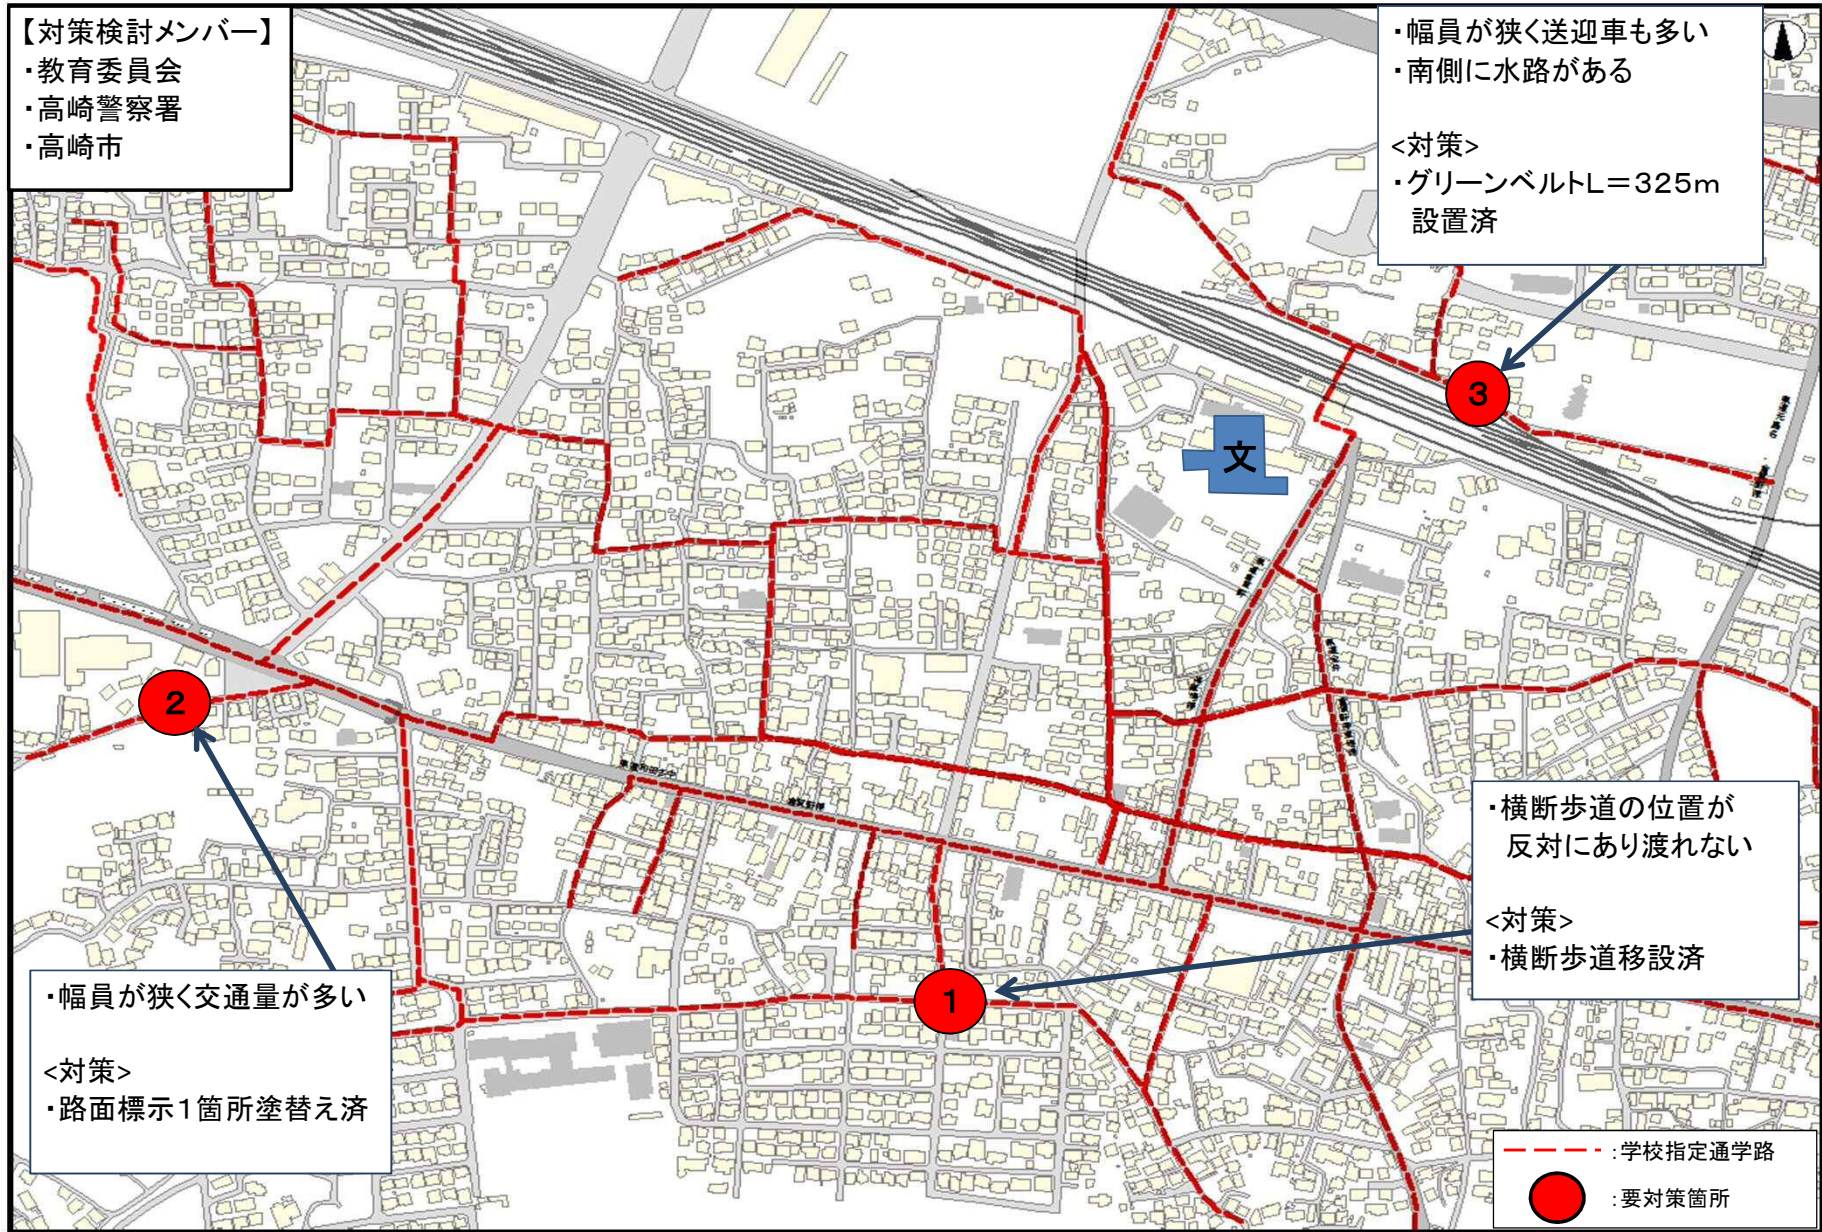 【対策検討メンバー】
・教育委員会
・高崎警察署
・高崎市
・幅員が狭く送迎車も多い
・南側に水路がある
<対策>
・グリーンベルトL＝325m
設置済
3
文
2
・横断歩道の位置が
反対にあり渡れない
<対策>
・横断歩道移設済
1
・幅員が狭く交通量が多い
<対策>
・路面標示1箇所塗替え済
：学校指定通学路
：要対策箇所